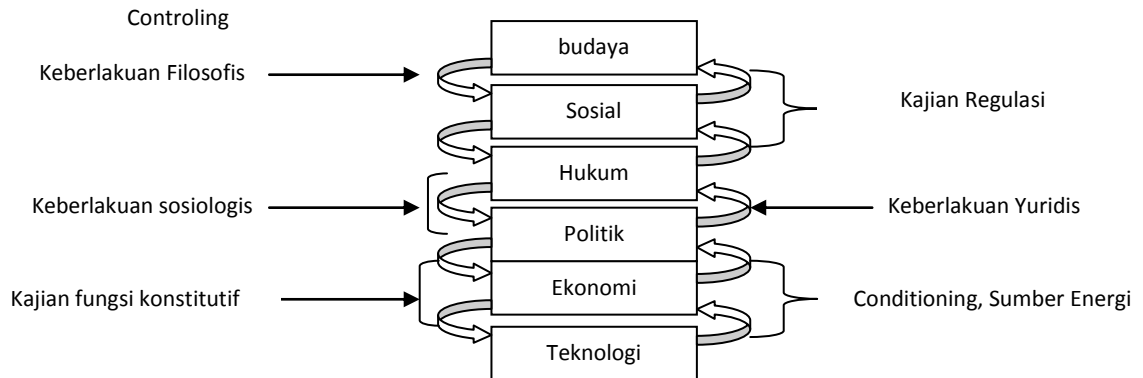 Controling
budaya
Keberlakuan Filosofis
Sosial
Kajian Regulasi
Hukum
Keberlakuan sosiologis
Keberlakuan Yuridis
Politik
Ekonomi
Kajian fungsi konstitutif
Conditioning, Sumber Energi
Teknologi